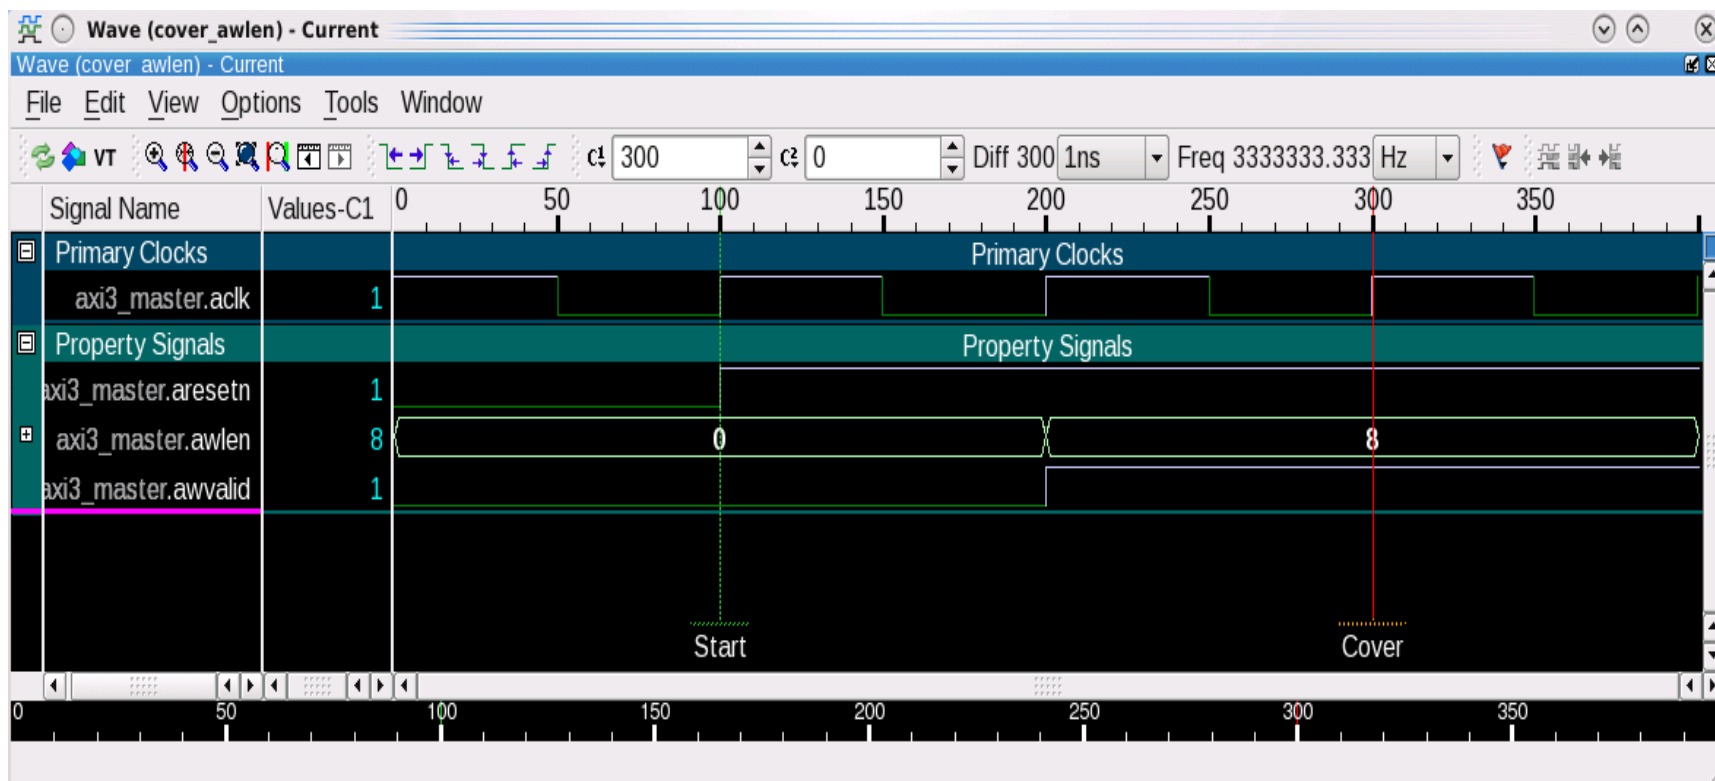 Wave (cover_awlen) - Current
Wave (cover awlen) - Current
File Edit View Options Tools Window
VT C1 300 C2 0 Diff 300 1ns Freq 3333333.333 Hz
Signal Name Values-C1 0 50 100 150 200 250 300 350
Primary Clocks Primary Clocks
axi3_master.aclk 1
Property Signals Property Signals
axi3_master.aresetn 1
axi3_master.awlen 8 0 8
axi3_master.awvalid 1
Start Cover
0 50 100 150 200 250 300 350